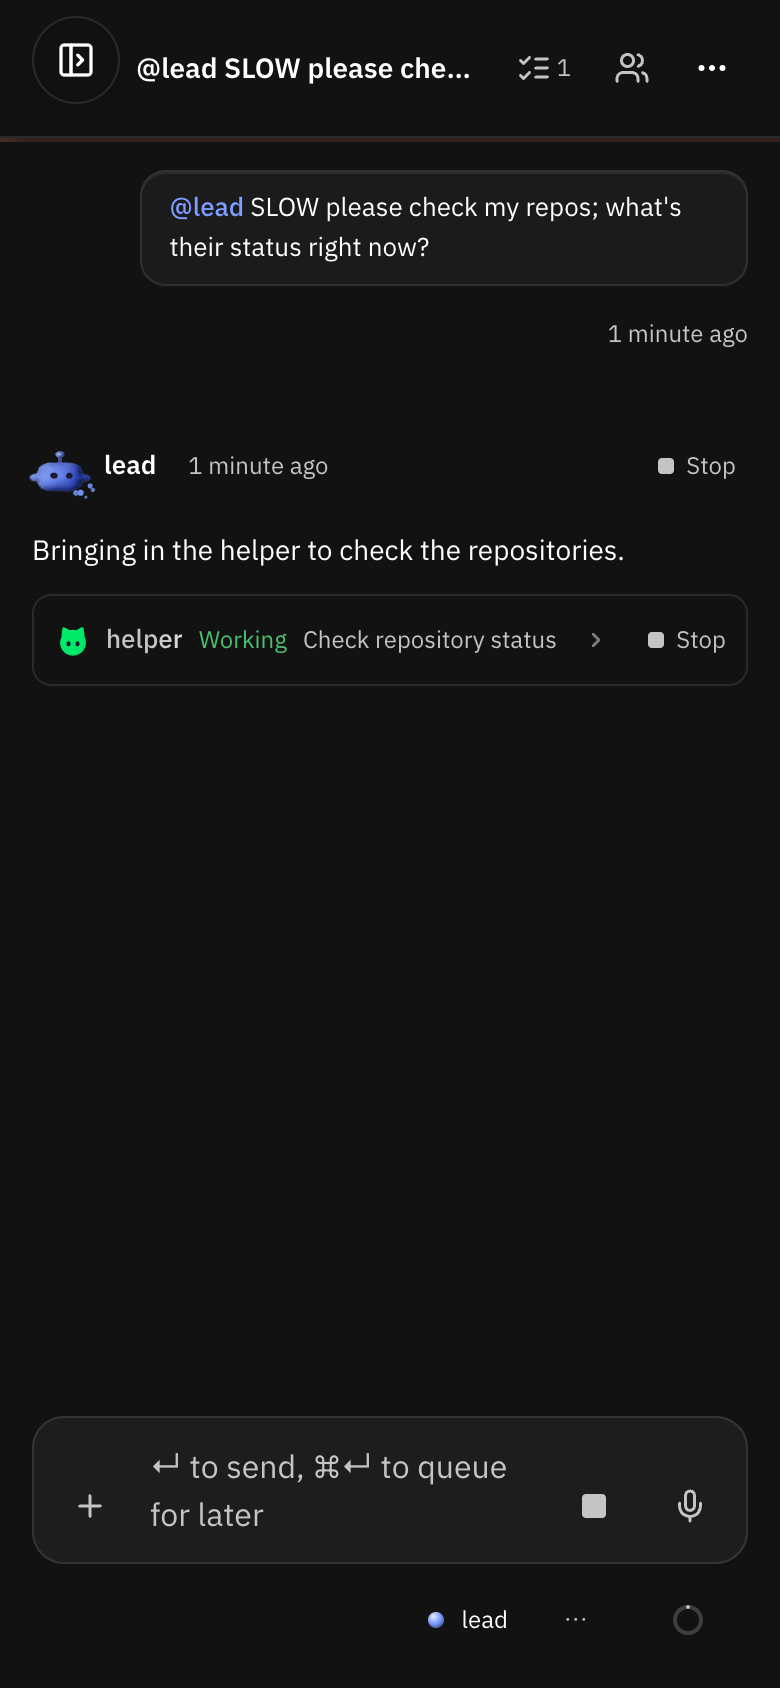 @lead SLOW please che...
1
@lead SLOW please check my repos; what's
their status right now?
1 minute ago
lead 1 minute ago
Stop
Bringing in the helper to check the repositories.
helper Working Check repository status
Stop
↵ to send, ⌘↵ to queue
for later
lead
...